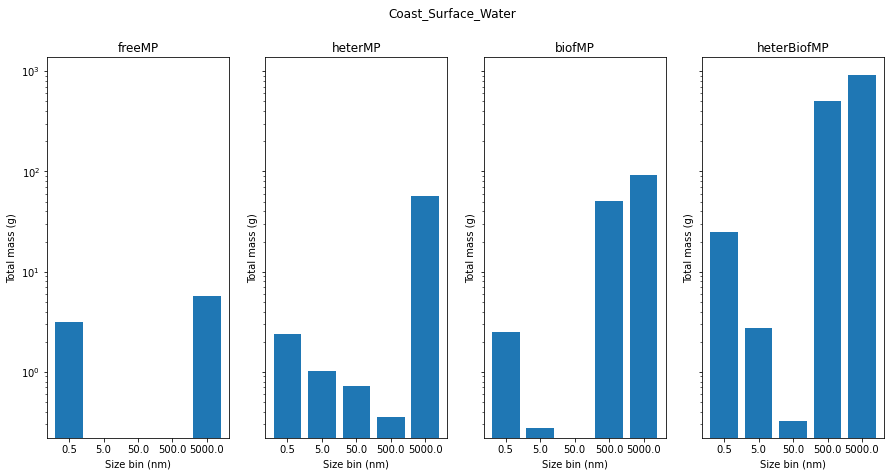 Coast_Surface_Water
freeMP
heterMP
biofMP
heterBiofMP
Total mass (g)
10³
10²
10¹
10⁰
0.5 5.0 50.0 500.0 5000.0
Size bin (nm)
Total mass (g)
0.5 5.0 50.0 500.0 5000.0
Size bin (nm)
Total mass (g)
0.5 5.0 50.0 500.0 5000.0
Size bin (nm)
Total mass (g)
0.5 5.0 50.0 500.0 5000.0
Size bin (nm)